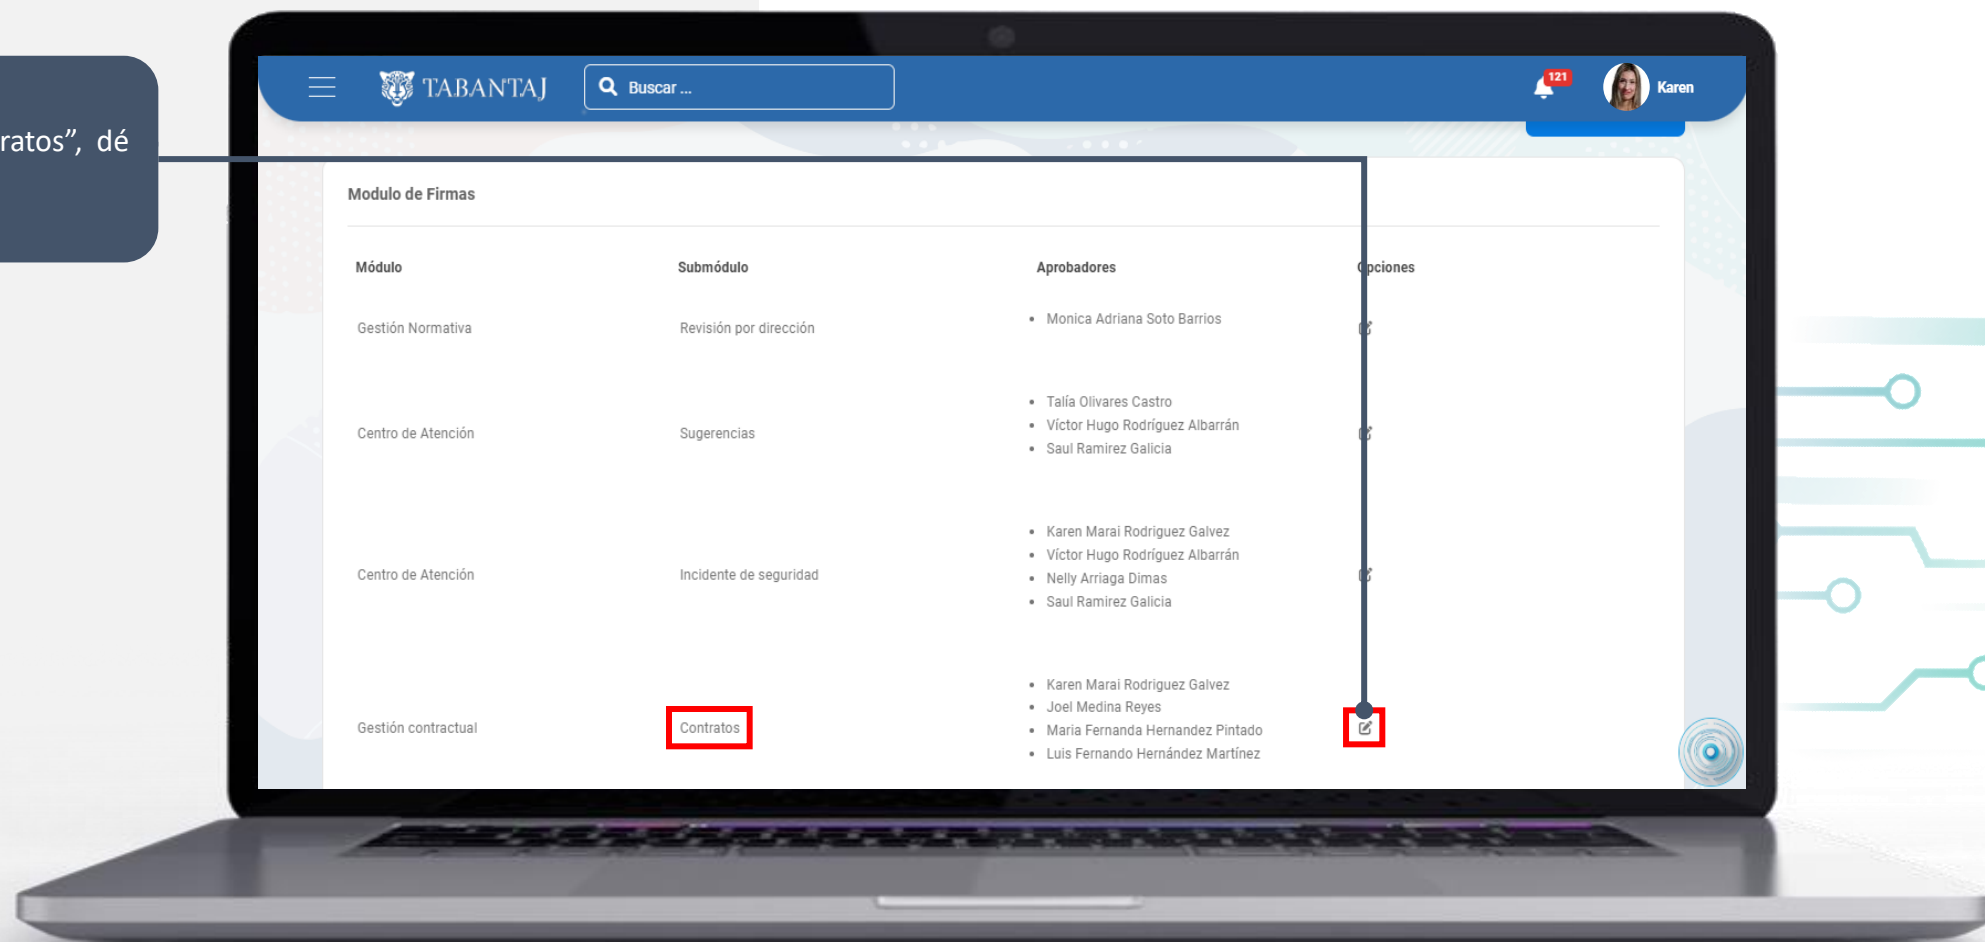 ratos”, dé
TABANTAJ
Buscar ...
121
Karen
Modulo de Firmas
Módulo Submódulo Aprobadores Opciones
Gestión Normativa Revisión por dirección • Monica Adriana Soto Barrios
Centro de Atención Sugerencias
• Talía Olivares Castro
• Víctor Hugo Rodríguez Albarrán
• Saul Ramirez Galicia
Centro de Atención Incidente de seguridad
• Karen Marai Rodriguez Galvez
• Víctor Hugo Rodríguez Albarrán
• Nelly Arriaga Dimas
• Saul Ramirez Galicia
Gestión contractual Contratos
• Karen Marai Rodriguez Galvez
• Joel Medina Reyes
• Maria Fernanda Hernandez Pintado
• Luis Fernando Hernández Martínez